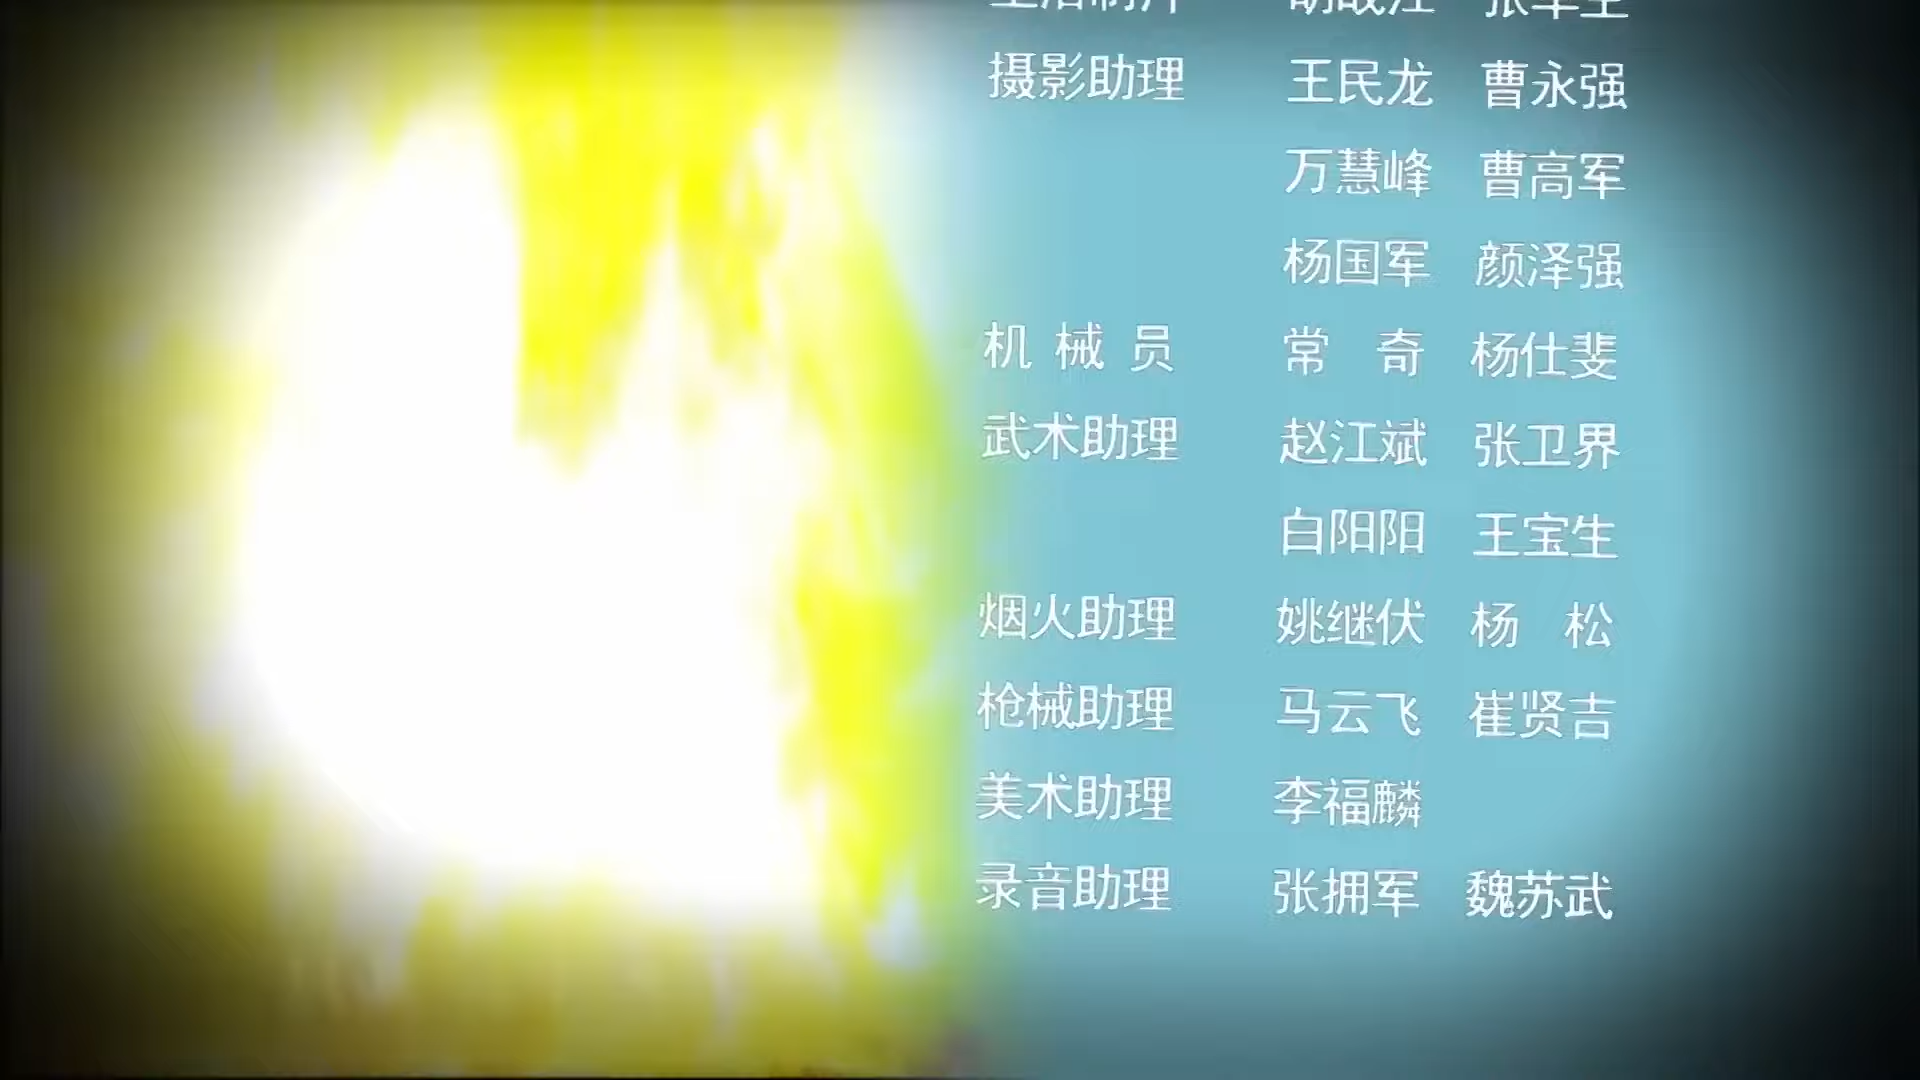 摄影助理 王民龙 曹永强
万慧峰 曹高军
杨国军 颜泽强
机械员 常奇 杨仕斐
武术助理 赵江斌 张卫界
白阳阳 王宝生
烟火助理 姚继伏 杨松
枪械助理 马云飞 崔贤吉
美术助理 李福麟
录音助理 张拥军 魏苏武